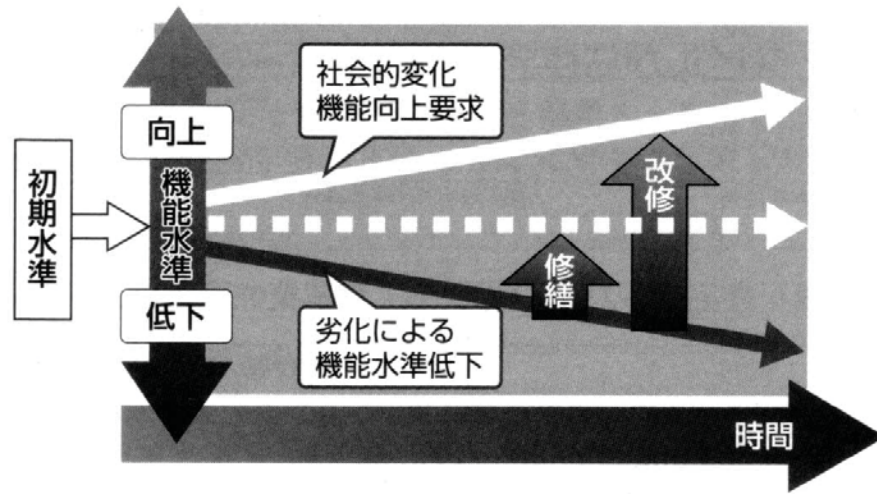 社会的変化
機能向上要求
向上
初期水準
機能水準
改修
修繕
低下
劣化による
機能水準低下
時間